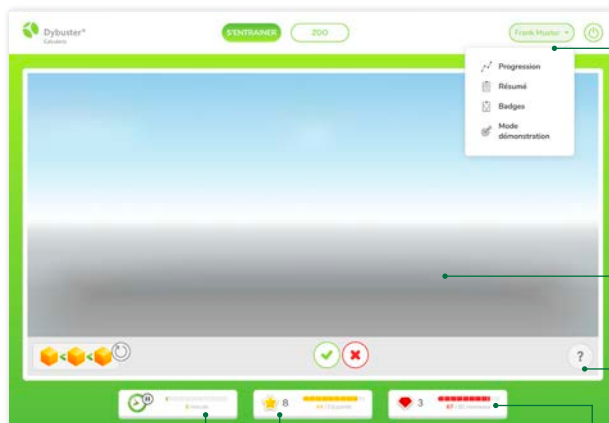 Dybuster®
Calcularis
S'ENTRAINER
ZOO
Frank Muster
Progression
Résumé
Badges
Mode
démonstration
?
8
3